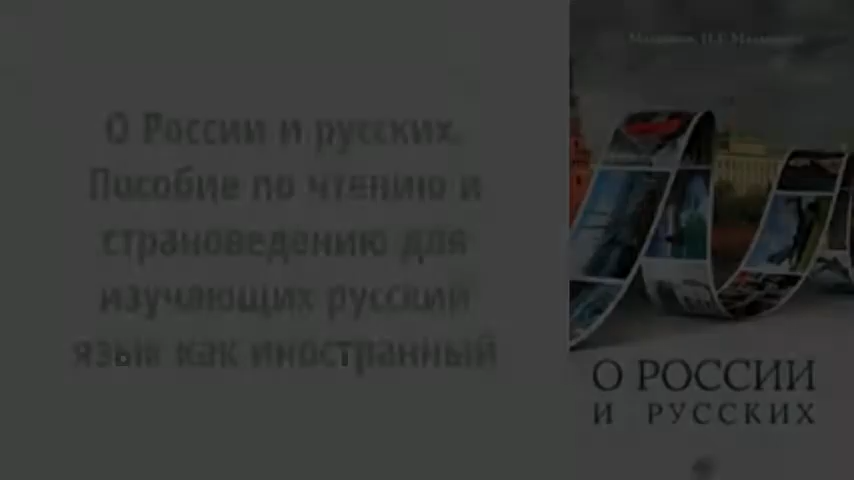 О России и русских.
Пособие по чтению и
страноведению для
изучающих русский
язык как иностранный
О РОССИИ
И РУССКИХ